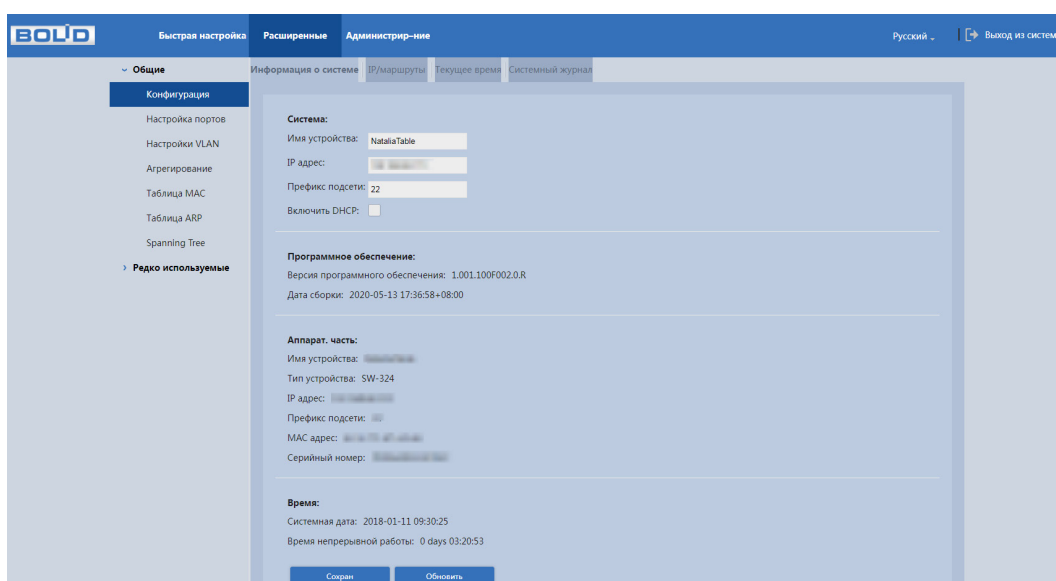 BOLID Быстрая настройка Расширенные Администрир-ние Русский Выход из систем
Общие Информация о системе IP/маршруты Текущее время Системный журнал
Конфигурация
Настройка портов
Настройки VLAN
Агрегирование
Таблица MAC
Таблица ARP
Spanning Tree
Редко используемые
Система:
Имя устройства: NataliaTable
IP адрес:
Префикс подсети: 22
Включить DHCP:
Программное обеспечение:
Версия программного обеспечения: 1.001.100F002.0.R
Дата сборки: 2020-05-13 17:36:58+08:00
Аппарат. часть:
Имя устройства:
Тип устройства: SW-324
IP адрес:
Префикс подсети:
MAC адрес:
Серийный номер:
Время:
Системная дата: 2018-01-11 09:30:25
Время непрерывной работы: 0 days 03:20:53
Сохран Обновить